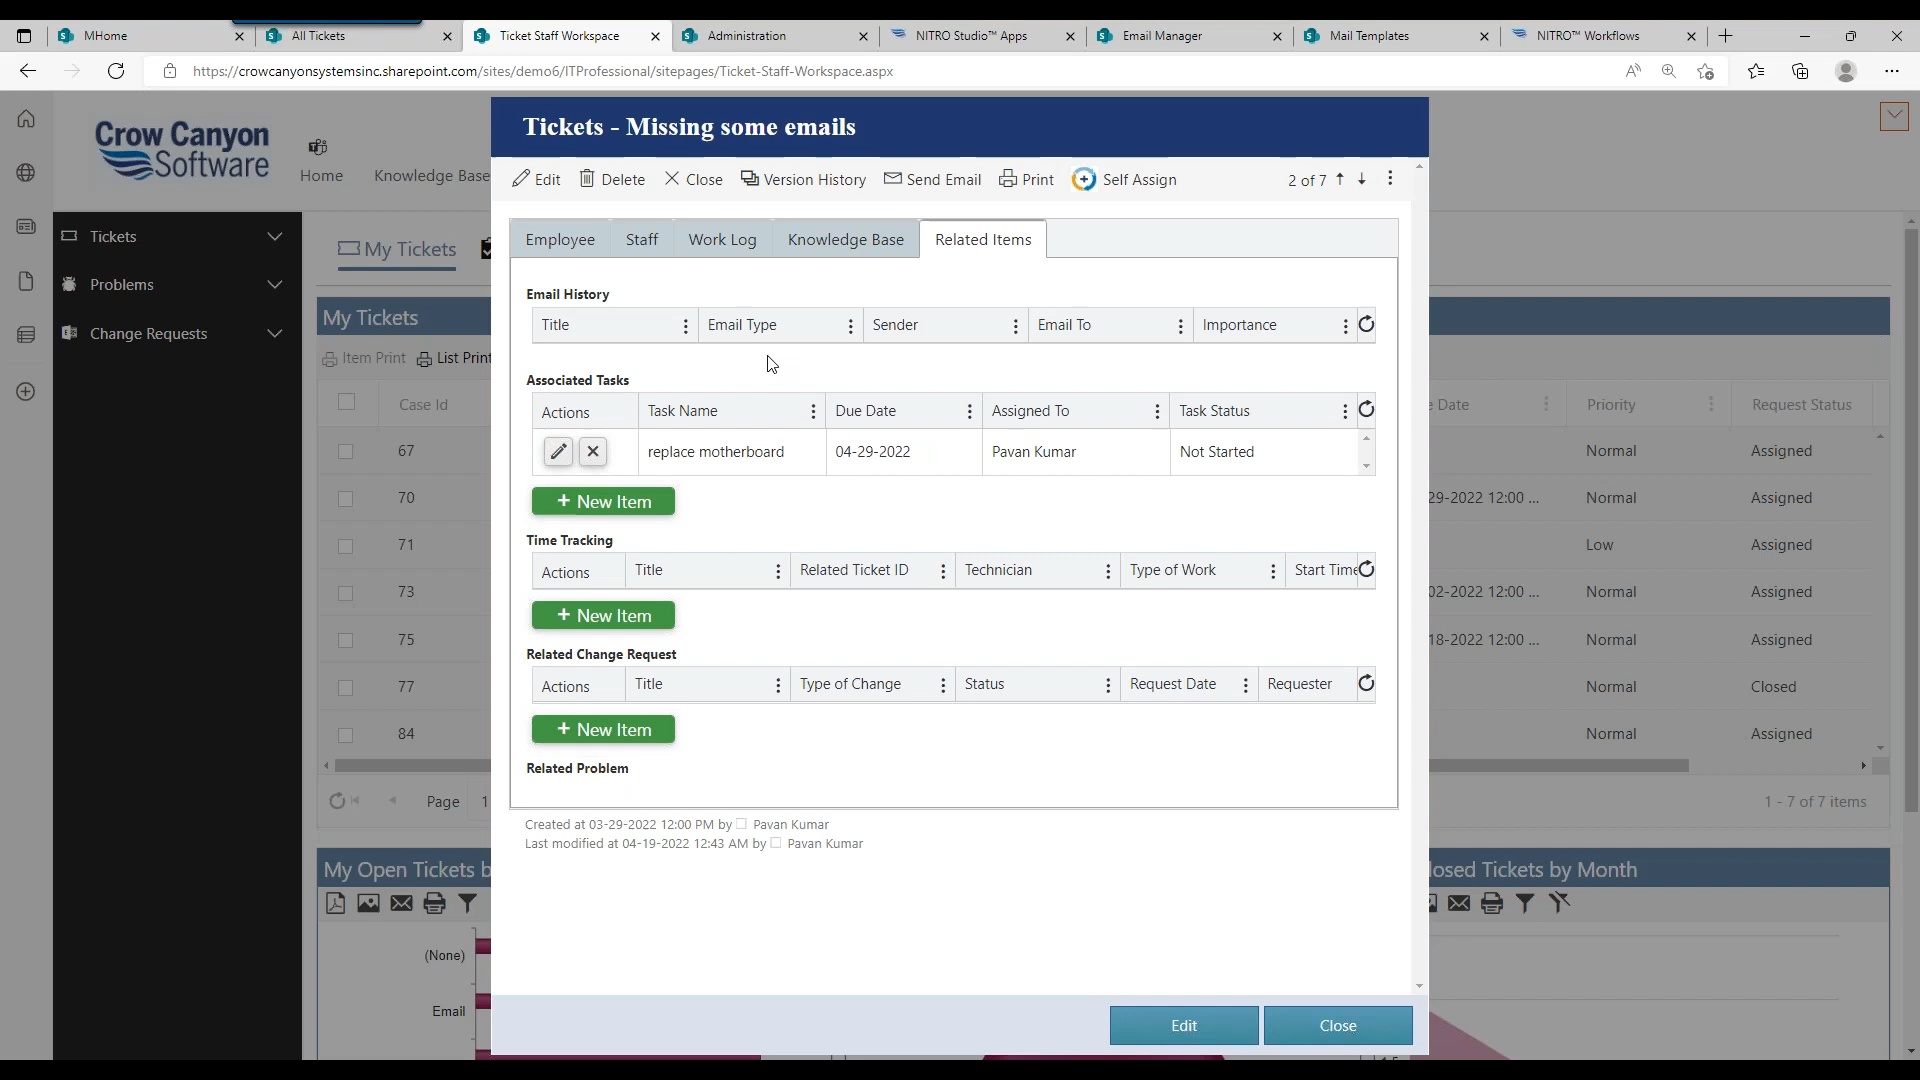 MHome
All Tickets
Ticket Staff Workspace
Administration
NITRO Studio™ Apps
Email Manager
Mail Templates
NITRO™ Workflows
https://crowcanyonsystemsinc.sharepoint.com/sites/demo6/ITProfessional/sitepages/Ticket-Staff-Workspace.aspx
Crow Canyon
Software
Home
Knowledge Base
Tickets
Problems
Change Requests
My Tickets
My Tickets
Item Print
List Print
Case Id
67
70
71
73
75
77
84
Page 1
My Open Tickets b
(None)
Email
Tickets - Missing some emails
Edit
Delete
Close
Version History
Send Email
Print
Self Assign
2 of 7
Employee
Staff
Work Log
Knowledge Base
Related Items
Email History
Title
Email Type
Sender
Email To
Importance
Associated Tasks
Actions
Task Name
Due Date
Assigned To
Task Status
replace motherboard
04-29-2022
Pavan Kumar
Not Started
+ New Item
Time Tracking
Actions
Title
Related Ticket ID
Technician
Type of Work
Start Time
+ New Item
Related Change Request
Actions
Title
Type of Change
Status
Request Date
Requester
+ New Item
Related Problem
Created at 03-29-2022 12:00 PM by Pavan Kumar
Last modified at 04-19-2022 12:43 AM by Pavan Kumar
Edit
Close
e Date
Priority
Request Status
Normal
Assigned
29-2022 12:00 ...
Normal
Assigned
Low
Assigned
02-2022 12:00 ...
Normal
Assigned
18-2022 12:00 ...
Normal
Assigned
Normal
Closed
Normal
Assigned
1 - 7 of 7 items
losed Tickets by Month